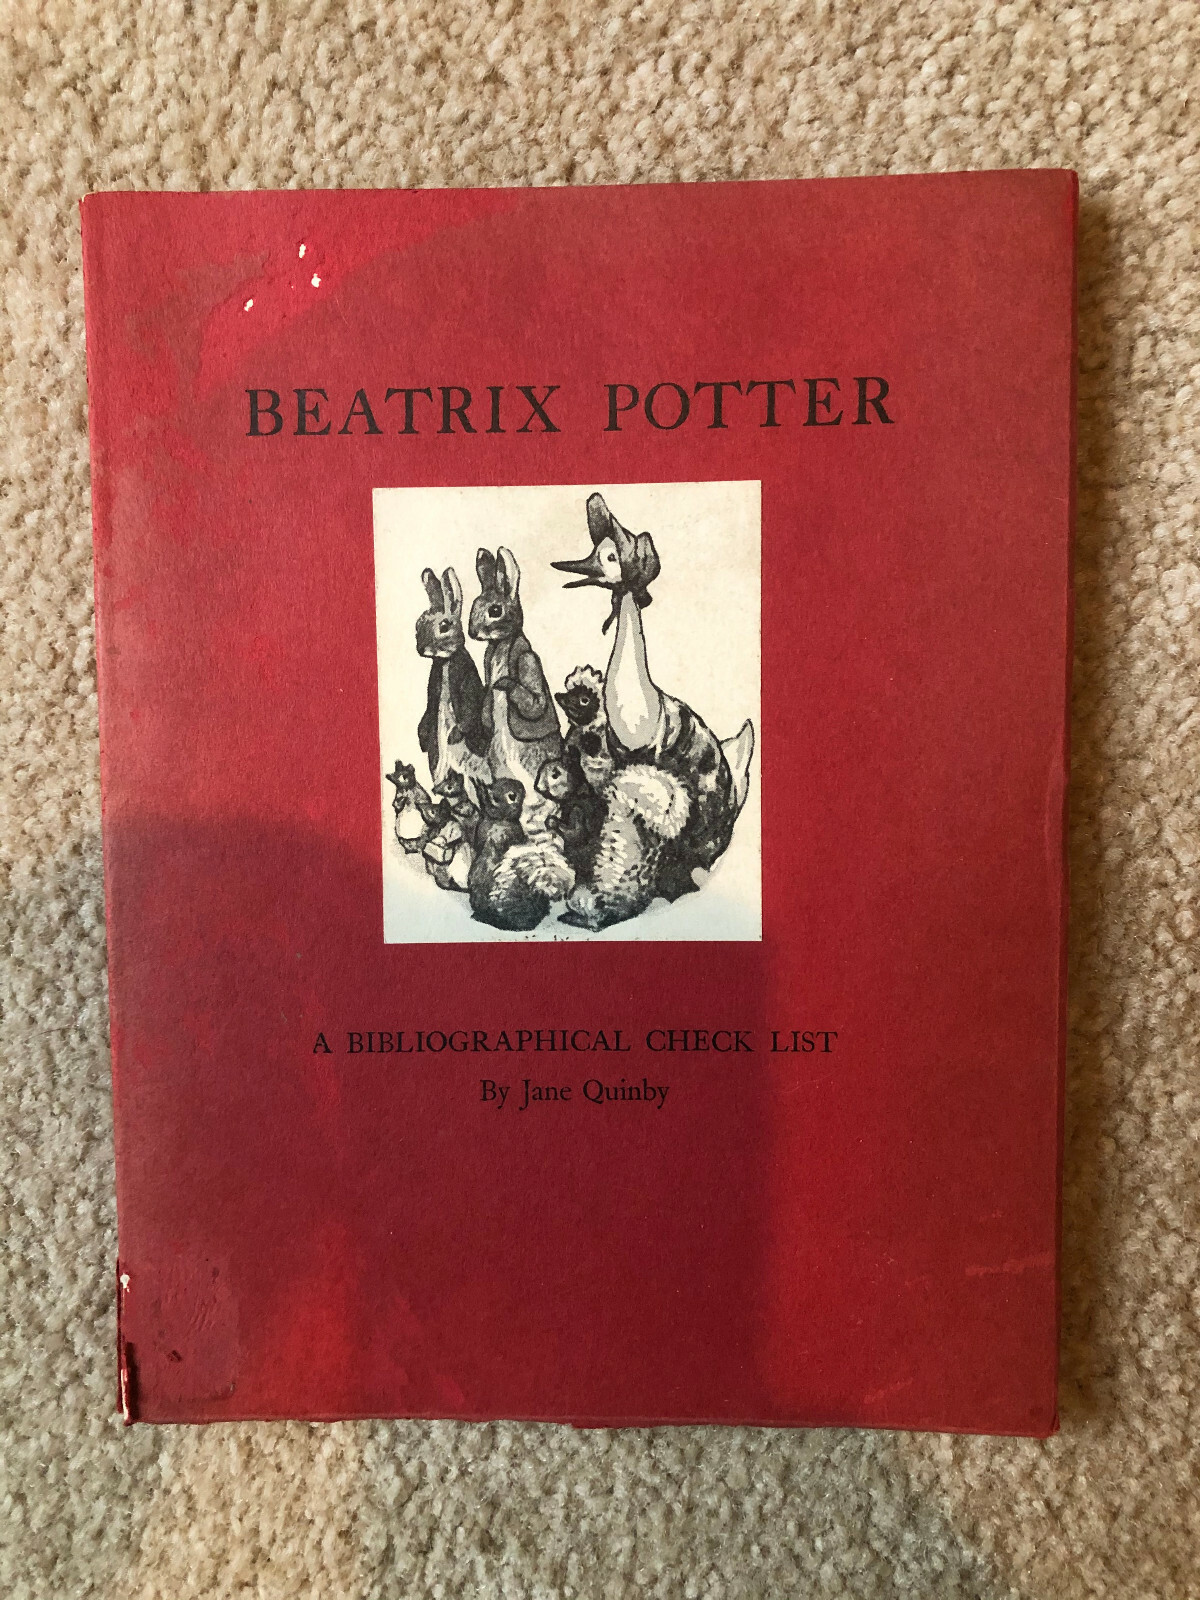 BEATRIX POTTER
A BIBLIOGRAPHICAL CHECK LIST
By Jane Quinby